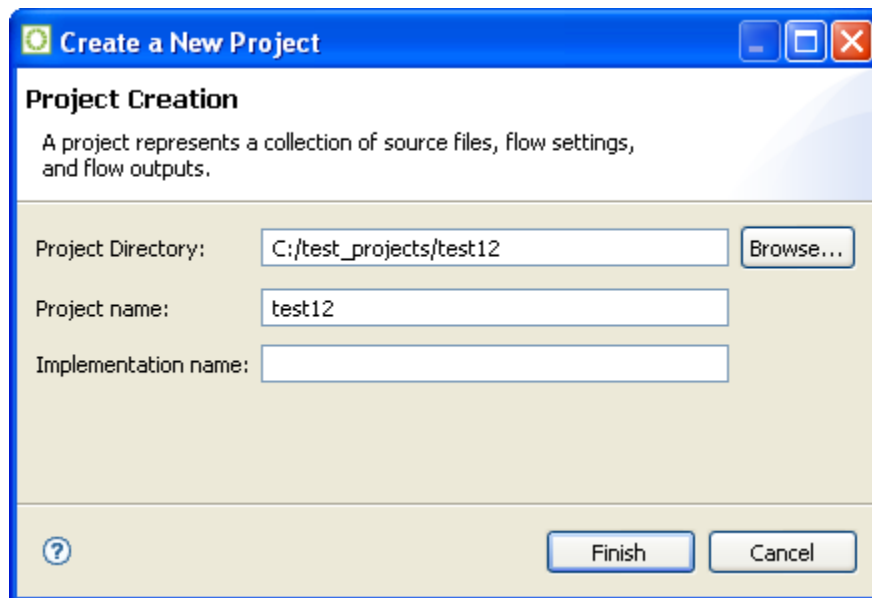 Create a New Project
Project Creation
A project represents a collection of source files, flow settings,
and flow outputs.
Project Directory: C:/test_projects/test12 Browse...
Project name: test12
Implementation name:
? Finish Cancel